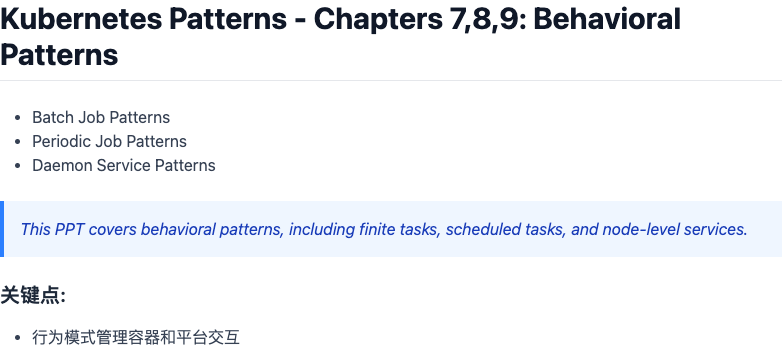 Kubernetes Patterns - Chapters 7,8,9: Behavioral
Patterns
• Batch Job Patterns
• Periodic Job Patterns
• Daemon Service Patterns
This PPT covers behavioral patterns, including finite tasks, scheduled tasks, and node-level services.
关键点:
• 行为模式管理容器和平台交互